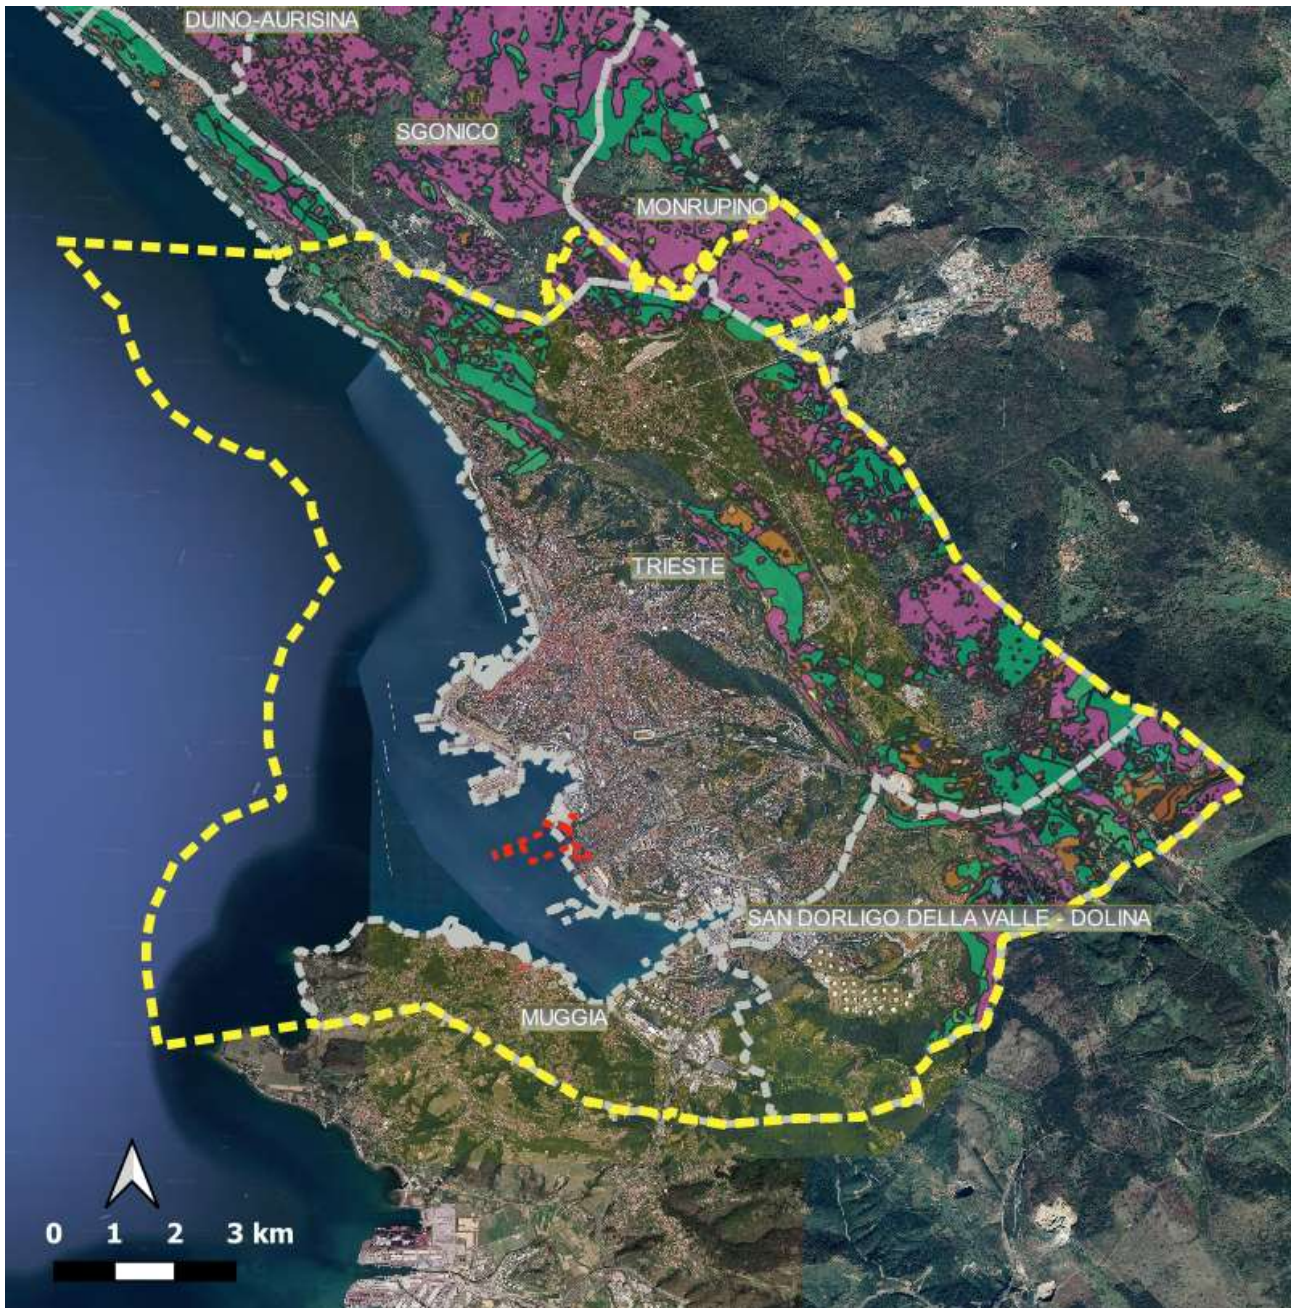 DUINO-AURISINA
SGONICO
MONRUPINO
TRIESTE
SAN DORLIGO DELLA VALLE - DOLINA
MUGGIA
0 1 2 3 km